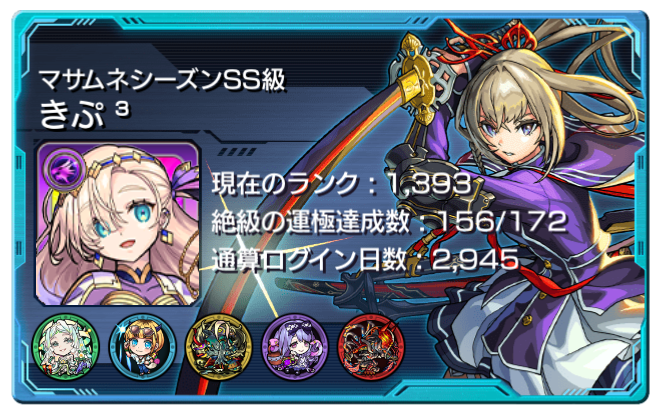 マサムネシーズンSS級
きぷ³
現在のランク : 1,393
絶級の運極達成数 : 156/172
通算ログイン日数 : 2,945